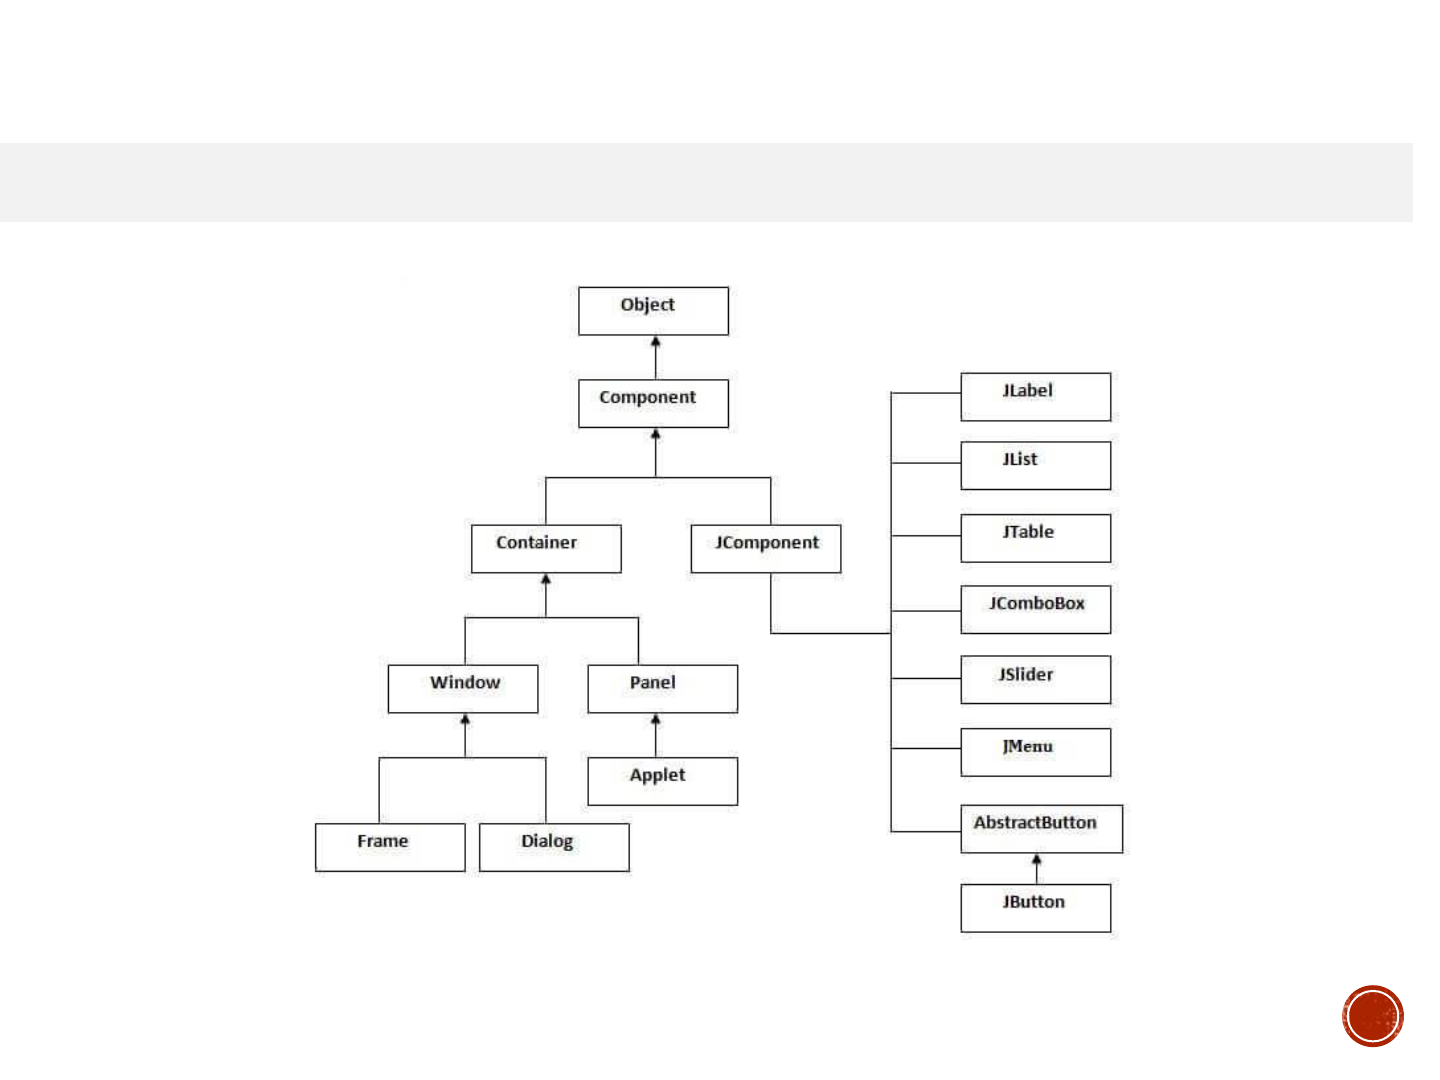 Object
Component
Container
JComponent
Window
Panel
Applet
Frame
Dialog
JLabel
JList
JTable
JComboBox
JSlider
JMenu
AbstractButton
JButton